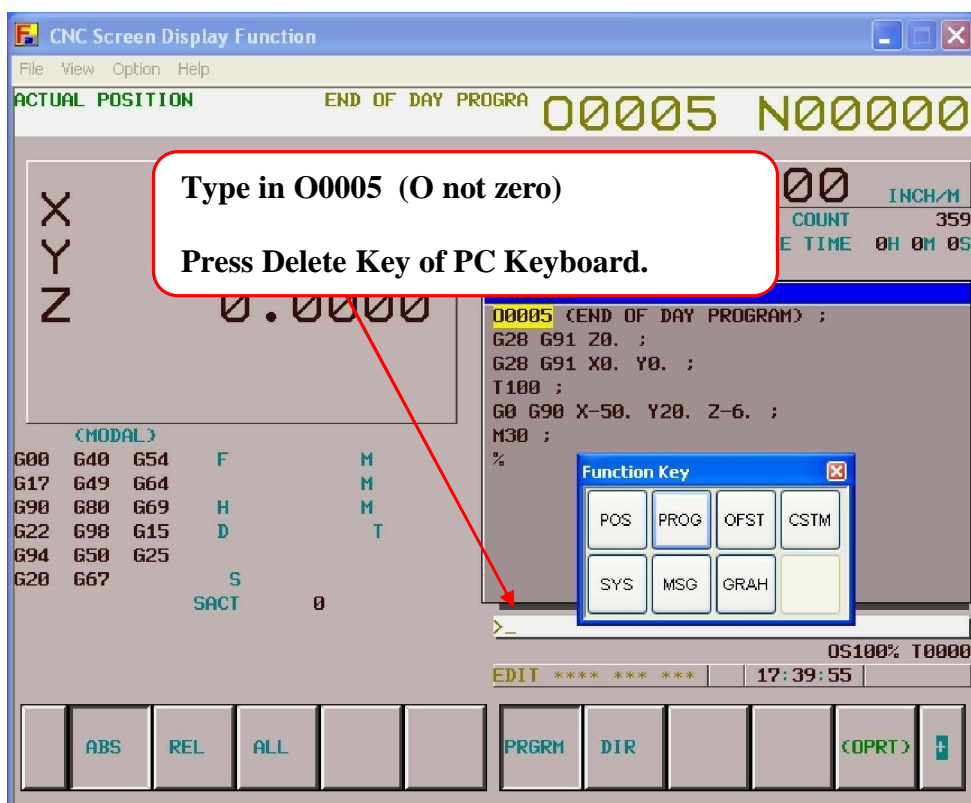 CNC Screen Display Function
File View Option Help
ACTUAL POSITION END OF DAY PROGRA O0005 N00000
Type in O0005 (O not zero)
Press Delete Key of PC Keyboard.
X 00 INCH/M
COUNT 359
Y E TIME 0H 0M 0S
Z 0.0000
O0005 (END OF DAY PROGRAM) ;
G28 G91 Z0. ;
G28 G91 X0. Y0. ;
T100 ;
G0 G90 X-50. Y20. Z-6. ;
M30 ;
%
(MODAL)
G00 G40 G54 F M
G17 G49 G64 M
G90 G80 G69 H M
G22 G98 G15 D T
G94 G50 G25
G20 G67 S
SACT 0
Function Key
POS PROG OFST CSTM
SYS MSG GRAH
>_
OS100% T0000
EDIT **** *** *** 17:39:55
ABS REL ALL PRGRM DIR (OPRT) +